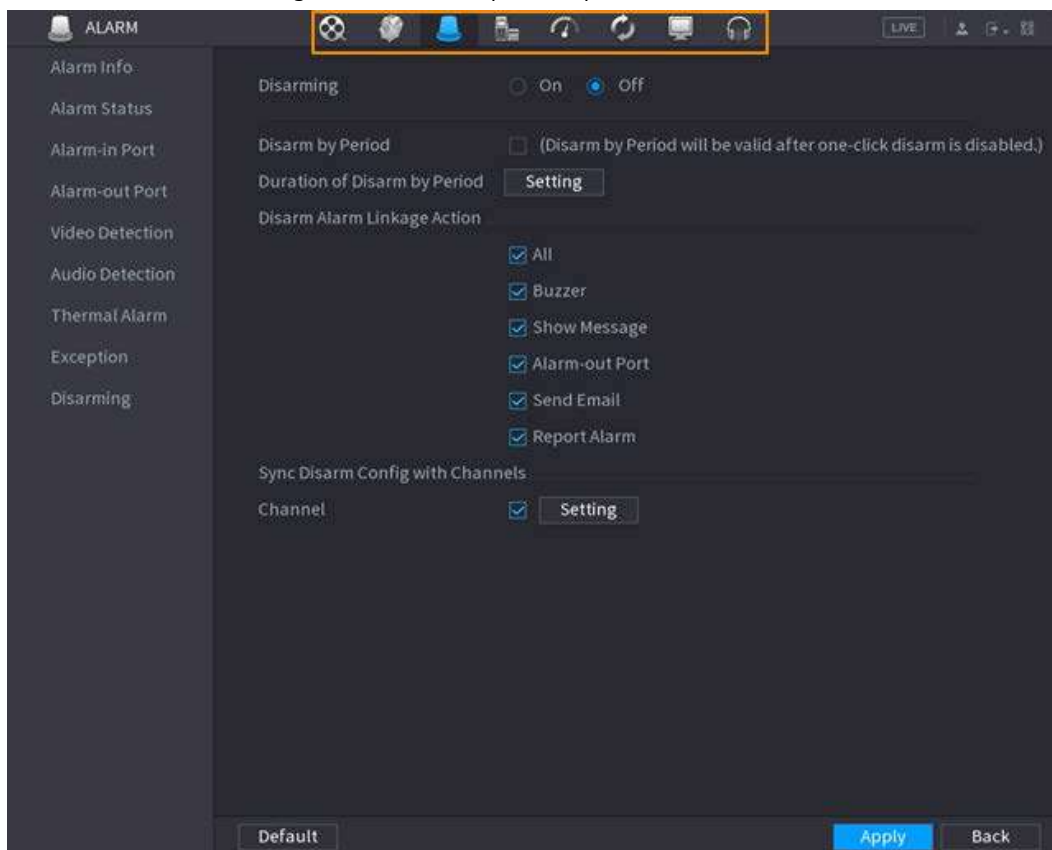 ALARM LIVE
Alarm Info
Alarm Status
Alarm-in Port
Alarm-out Port
Video Detection
Audio Detection
Thermal Alarm
Exception
Disarming
Disarming On Off
Disarm by Period (Disarm by Period will be valid after one-click disarm is disabled.)
Duration of Disarm by Period Setting
Disarm Alarm Linkage Action
All
Buzzer
Show Message
Alarm-out Port
Send Email
Report Alarm
Sync Disarm Config with Channels
Channel Setting
Default Apply Back